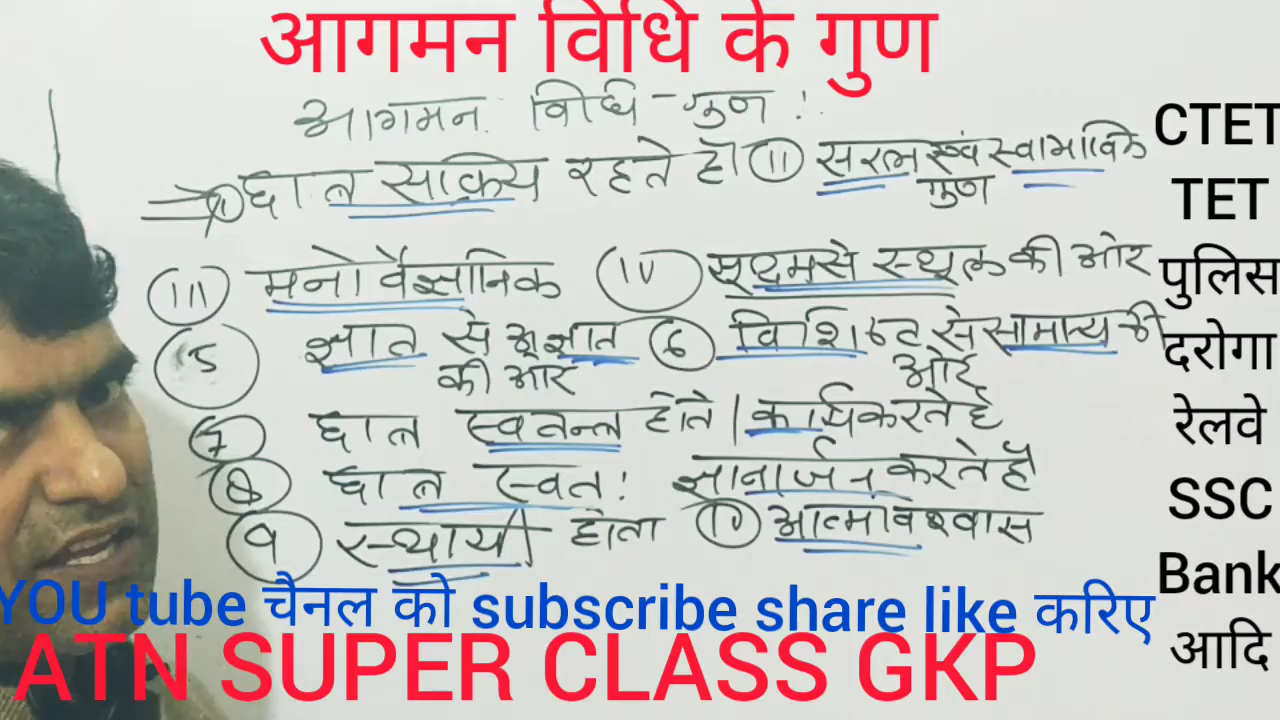 आगमन विधि के गुण
आगमन विधि - गुण :
(i) छात्र सक्रिय रहते हैं (ii) सरल एवं स्वाभाविक
गुण
(iii) मनोवैज्ञानिक (iv) सूक्ष्म से स्थूल की ओर
(5) ज्ञात से अज्ञात (6) विशिष्ट से सामान्य की
की ओर ओर
(7) छात्र स्वतन्त्र होते | कार्य करते है
(8) छात्र स्वत: ज्ञानार्जन करते हैं
(9) स्थायी होता (10) आत्मविश्वास
CTET
TET
पुलिस
दरोगा
रेलवे
SSC
Bank
आदि
YOU tube चैनल को subscribe share like करिए
ATN SUPER CLASS GKP